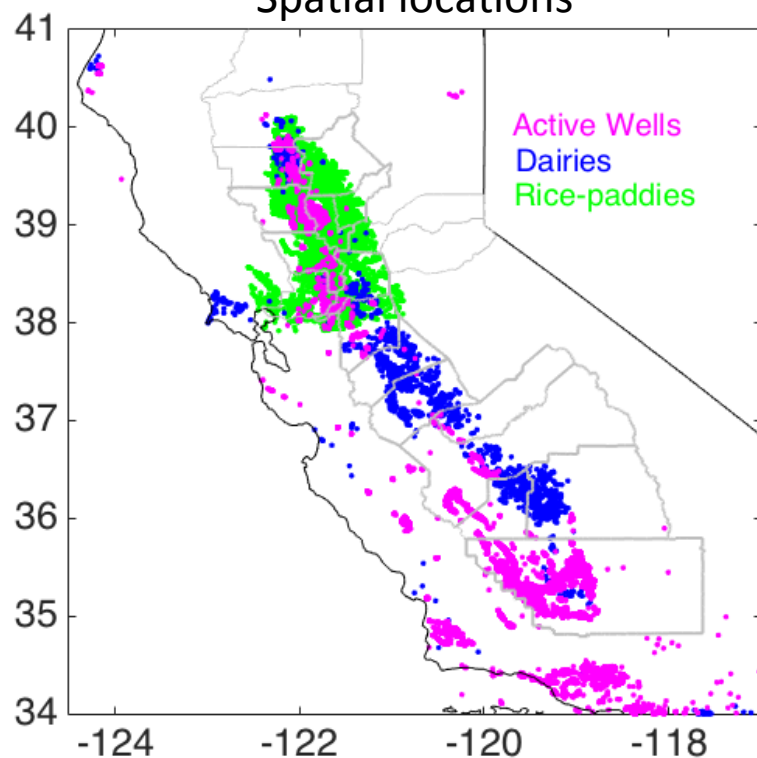 Spatial locations
41
40
39
38
37
36
35
34
Active Wells
Dairies
Rice-paddies
-124 -122 -120 -118